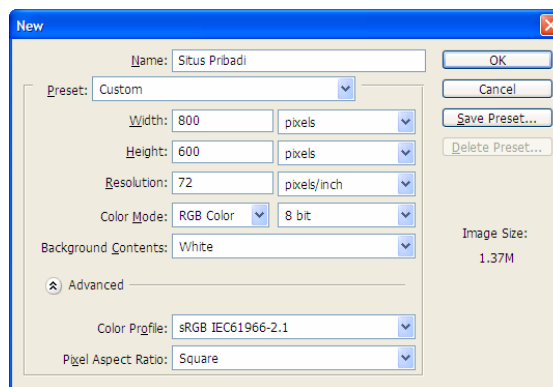 New
Name: Situs Pribadi
OK
Preset: Custom
Cancel
Width: 800 pixels
Save Preset...
Height: 600 pixels
Delete Preset...
Resolution: 72 pixels/inch
Color Mode: RGB Color 8 bit
Image Size:
Background Contents: White
1.37M
Advanced
Color Profile: sRGB IEC61966-2.1
Pixel Aspect Ratio: Square